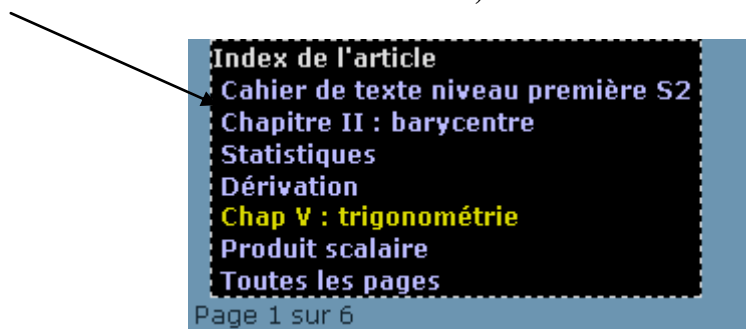 Index de l'article
Cahier de texte niveau première S2
Chapitre II : barycentre
Statistiques
Dérivation
Chap V : trigonométrie
Produit scalaire
Toutes les pages
Page 1 sur 6